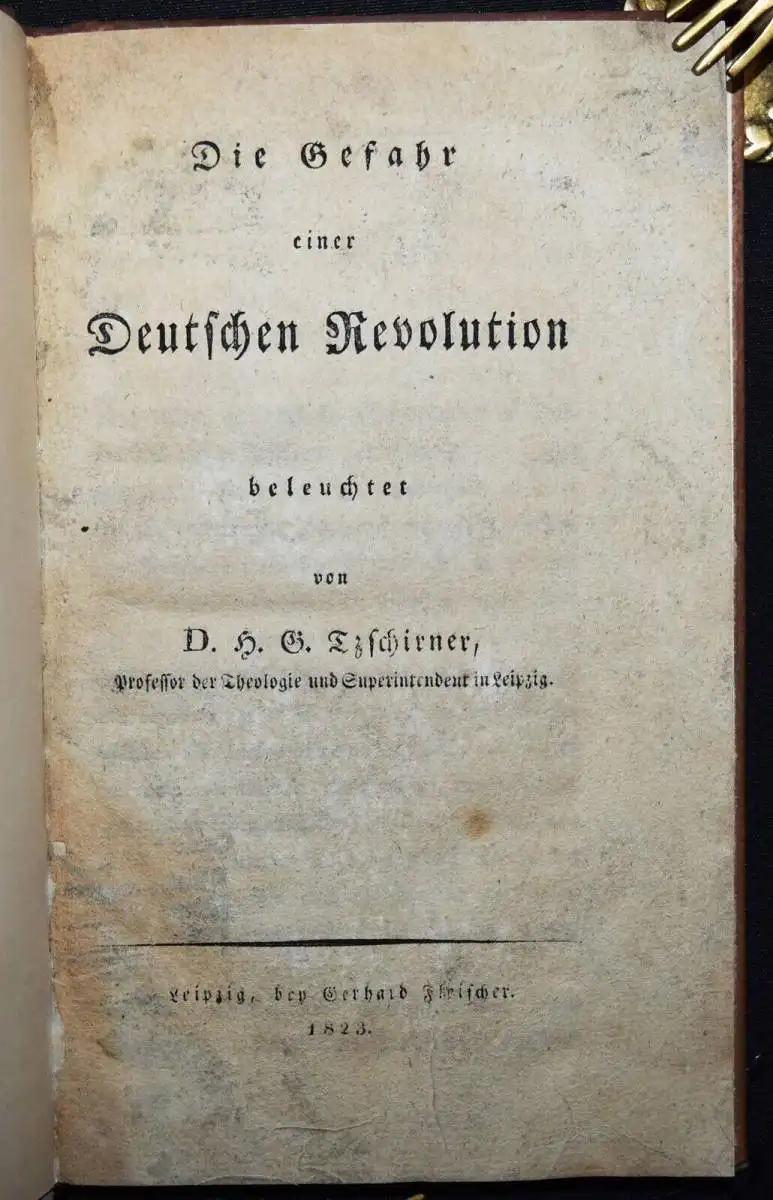 Die Gefahr
einer
Deutſchen Revolution
beleuchtet
von
D. H. G. Tzſchirner,
Profeſſor der Theologie und Superintendent in Leipzig.
Leipzig, bey Gerhard Fleiſcher.
1823.